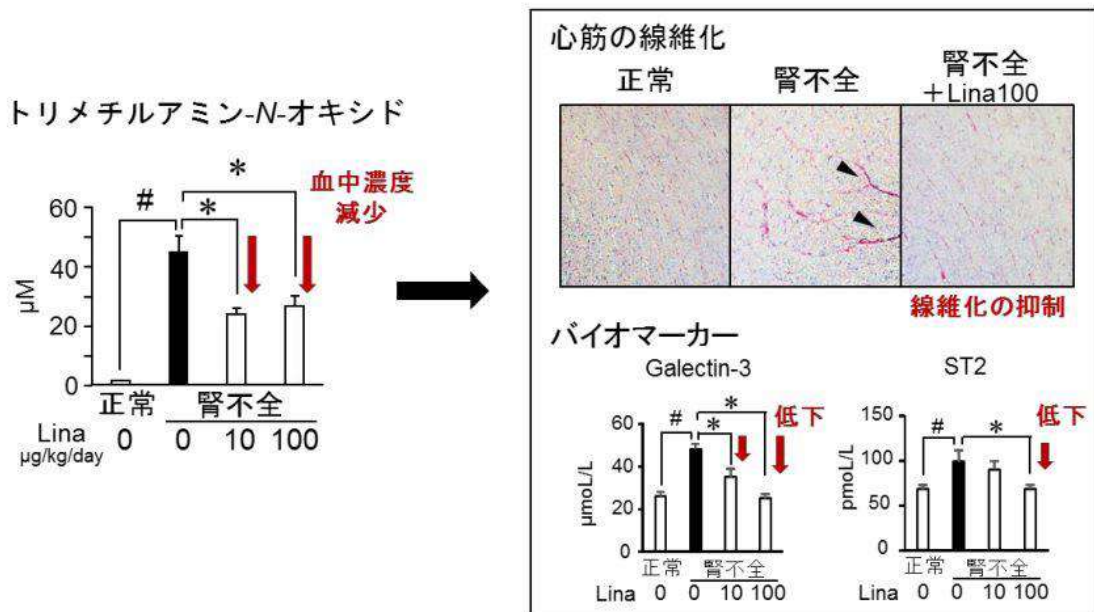 トリメチルアミン-N-オキシド
血中濃度
減少
#
*
*
μM
60
40
20
0
正常
腎不全
Lina
μg/kg/day
0
0
10
100
心筋の線維化
正常
腎不全
腎不全
+Lina100
線維化の抑制
バイオマーカー
Galectin-3
低下
#
*
*
μmoL/L
60
40
20
0
正常
腎不全
Lina
0
0
10
100
ST2
低下
#
*
pmoL/L
150
100
50
0
正常
腎不全
Lina
0
0
10
100